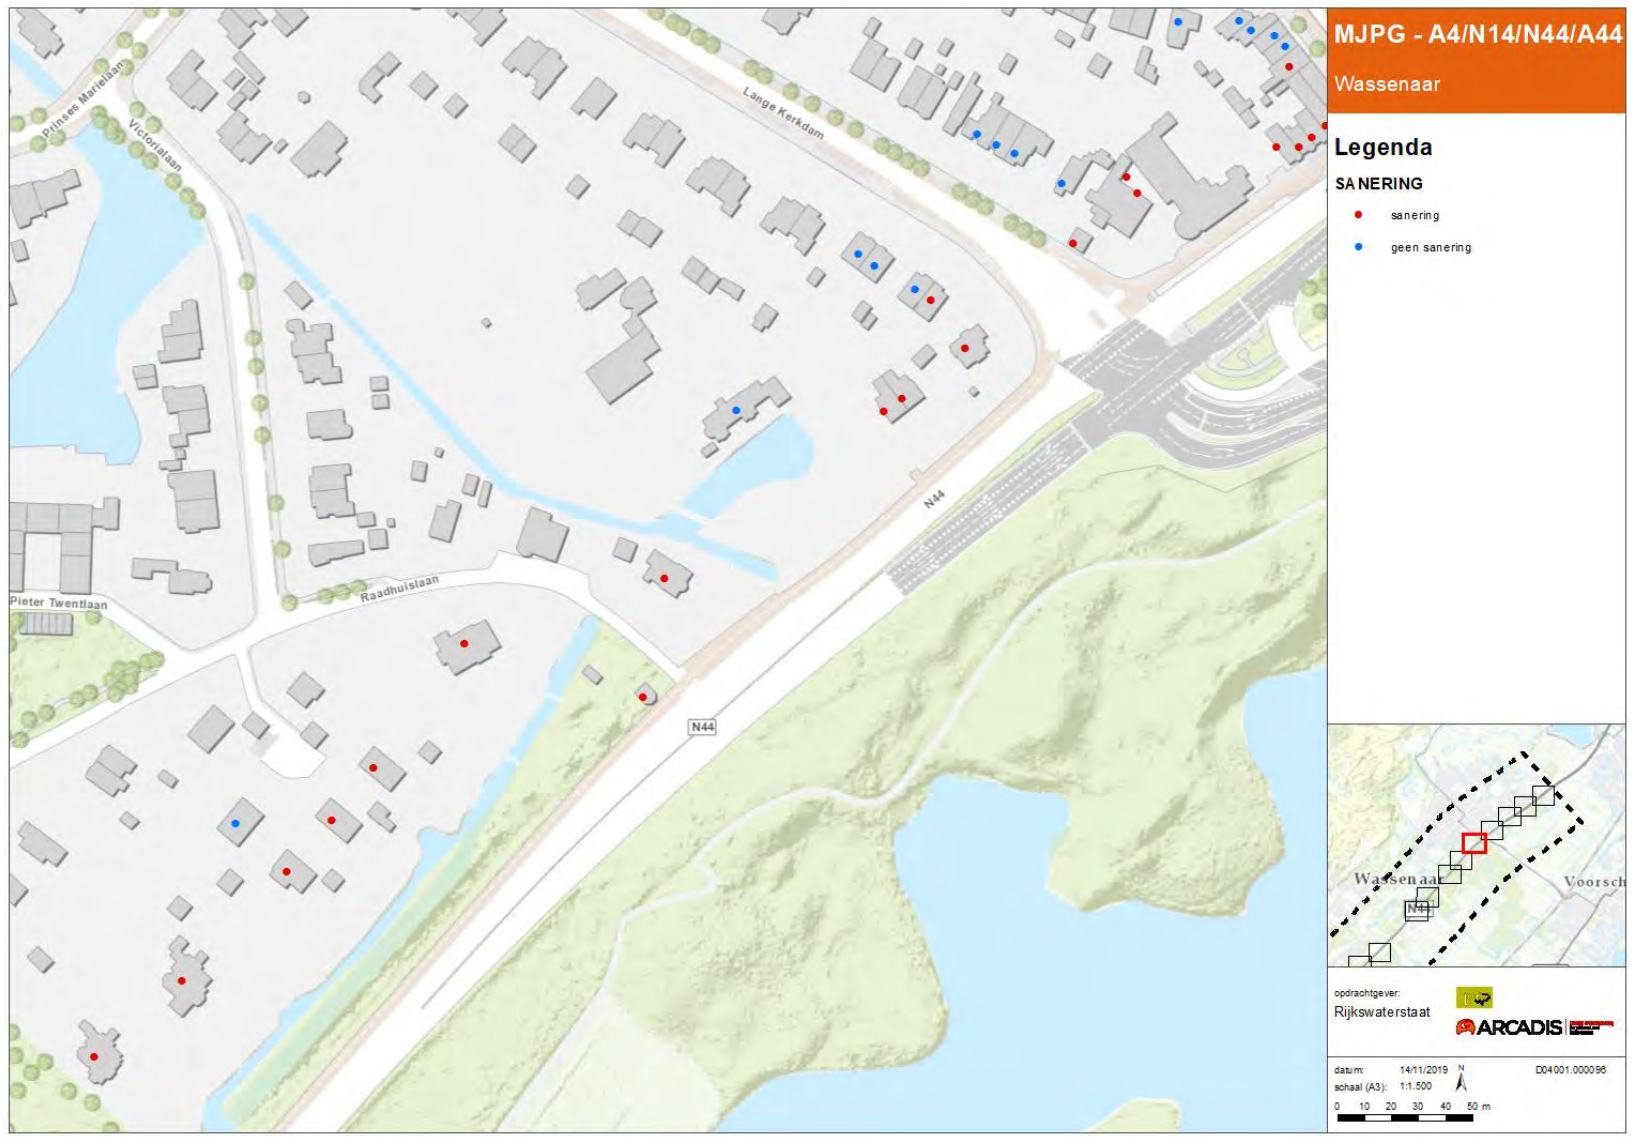 Prinses Marielaan
Victorialaan
Lange Kerkdam
N44
Raadhuislaan
Pieter Twentlaan
N44
MJPG - A4/N14/N44/A44
Wassenaar
Legenda
SANERING
sanering
geen sanering
Wassenaar
Voorsch
N44
opdrachtgever:
Rijkswaterstaat
ARCADIS
datum: 14/11/2019 N D04001.000096
schaal (A3): 1:1.500
0 10 20 30 40 50 m